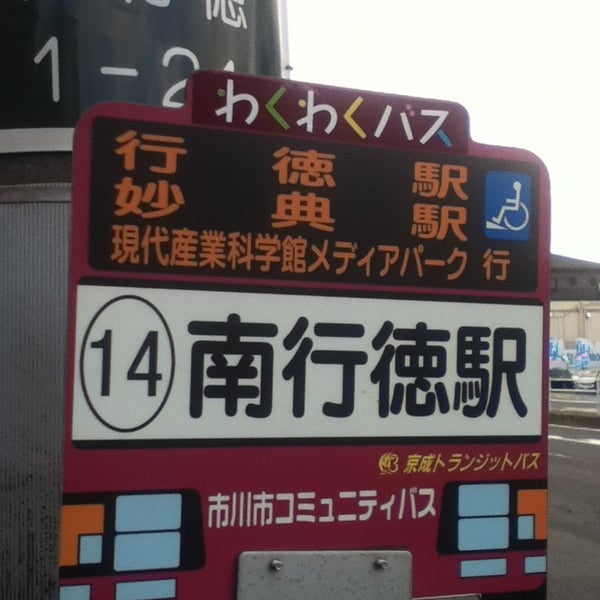 1-2
わくわくバス
行徳駅
妙典駅
現代産業科学館メディアパーク 行
14 南行徳駅
京成トランジットバス
市川市コミュニティバス